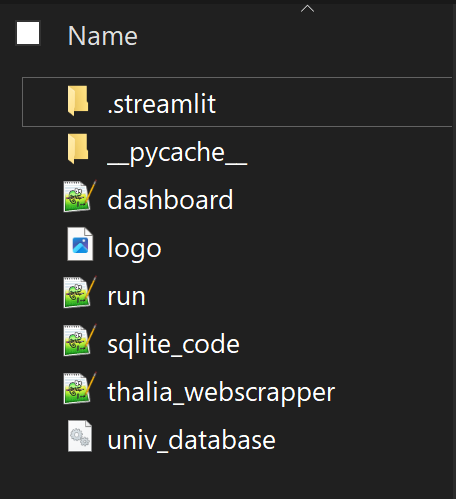 Name
.streamlit
__pycache__
dashboard
logo
run
sqlite_code
thalia_webscrapper
univ_database